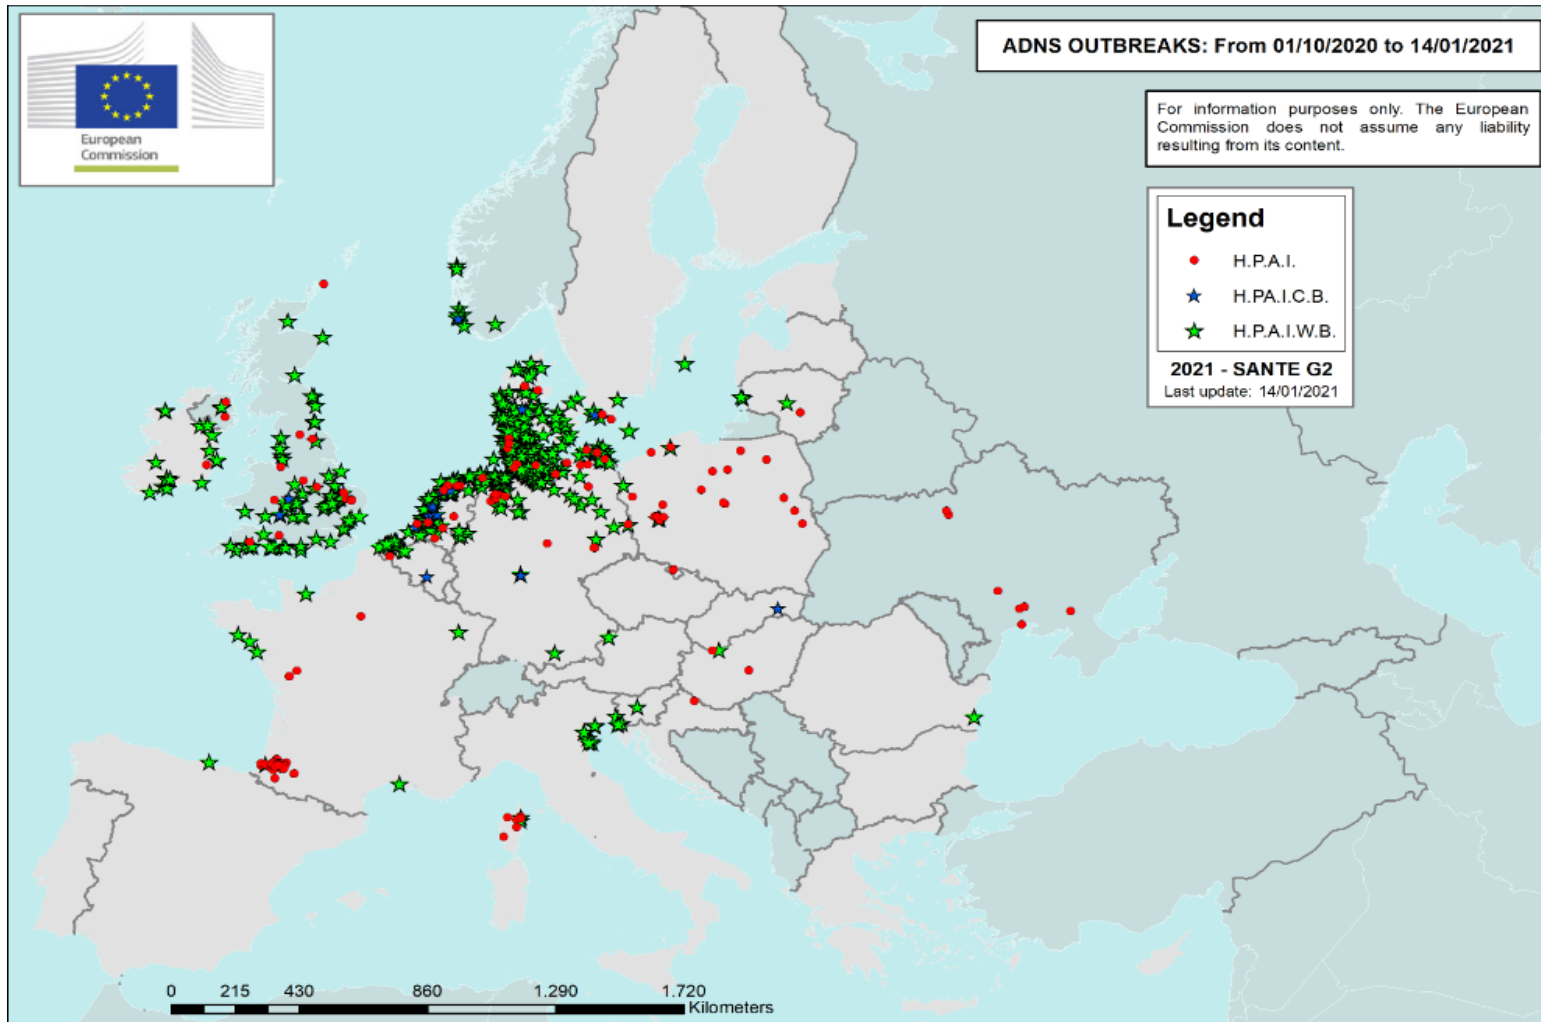 European
Commission
ADNS OUTBREAKS: From 01/10/2020 to 14/01/2021
For information purposes only. The European
Commission does not assume any liability
resulting from its content.
Legend
H.P.A.I.
H.PA.I.C.B.
H.P.A.I.W.B.
2021 - SANTE G2
Last update: 14/01/2021
0 215 430 860 1.290 1.720
Kilometers